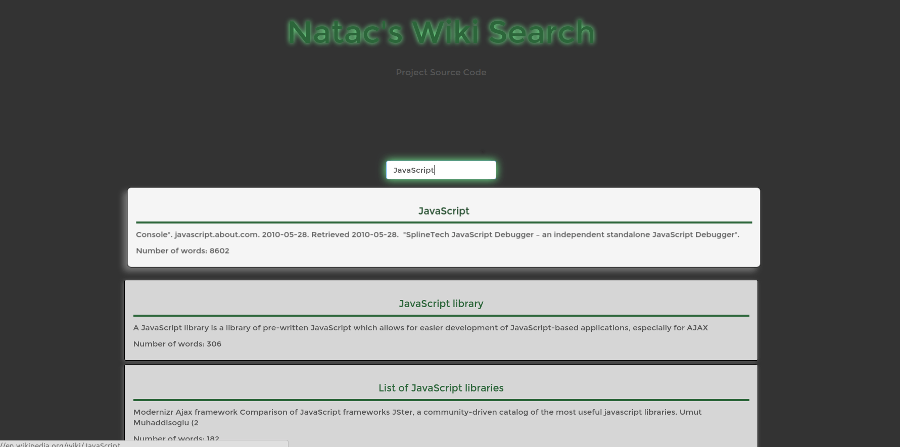 Natac's Wiki Search
Project Source Code
JavaScript
JavaScript
Console". javascript.about.com. 2010-05-28. Retrieved 2010-05-28. "SplineTech JavaScript Debugger – an independent standalone JavaScript Debugger".
Number of words: 8602
JavaScript library
A JavaScript library is a library of pre-written JavaScript which allows for easier development of JavaScript-based applications, especially for AJAX
Number of words: 306
List of JavaScript libraries
Modernizr Ajax framework Comparison of JavaScript frameworks JSter, a community-driven catalog of the most useful javascript libraries. Umut
Muhaddisoglu (2
Number of words: 182
//en.wikipedia.org/wiki/JavaScript